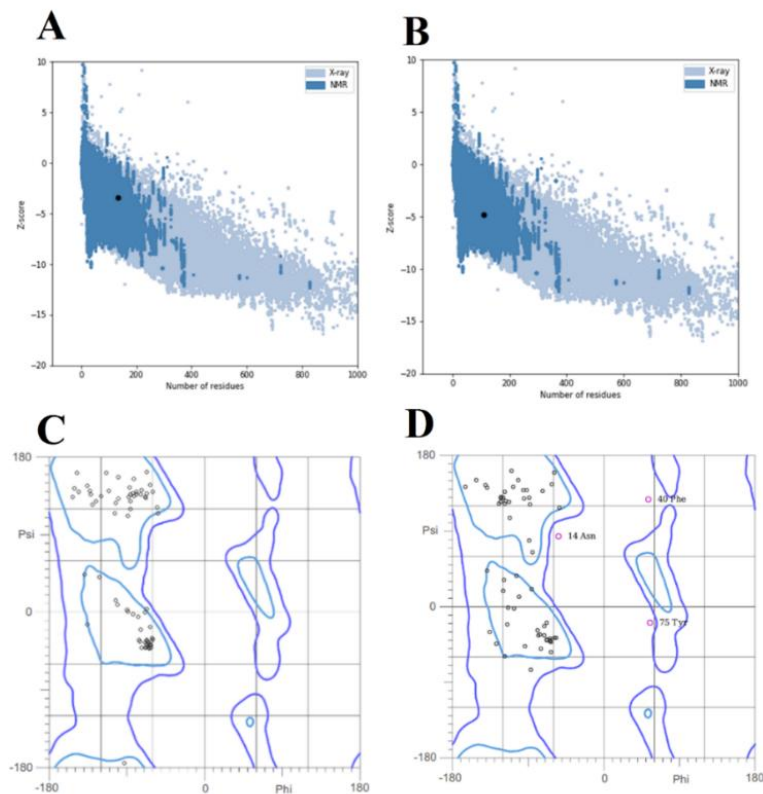 A
B
10
5
0
-5
-10
-15
-20
Z-score
0
200
400
600
800
1000
Number of residues
X-ray
NMR
10
5
0
-5
-10
-15
-20
Z-score
0
200
400
600
800
1000
Number of residues
X-ray
NMR
C
D
180
Psi
0
-180
-180
0
Phi
180
180
Psi
0
-180
-180
0
Phi
180
40 Phe
14 Asn
75 Tyr